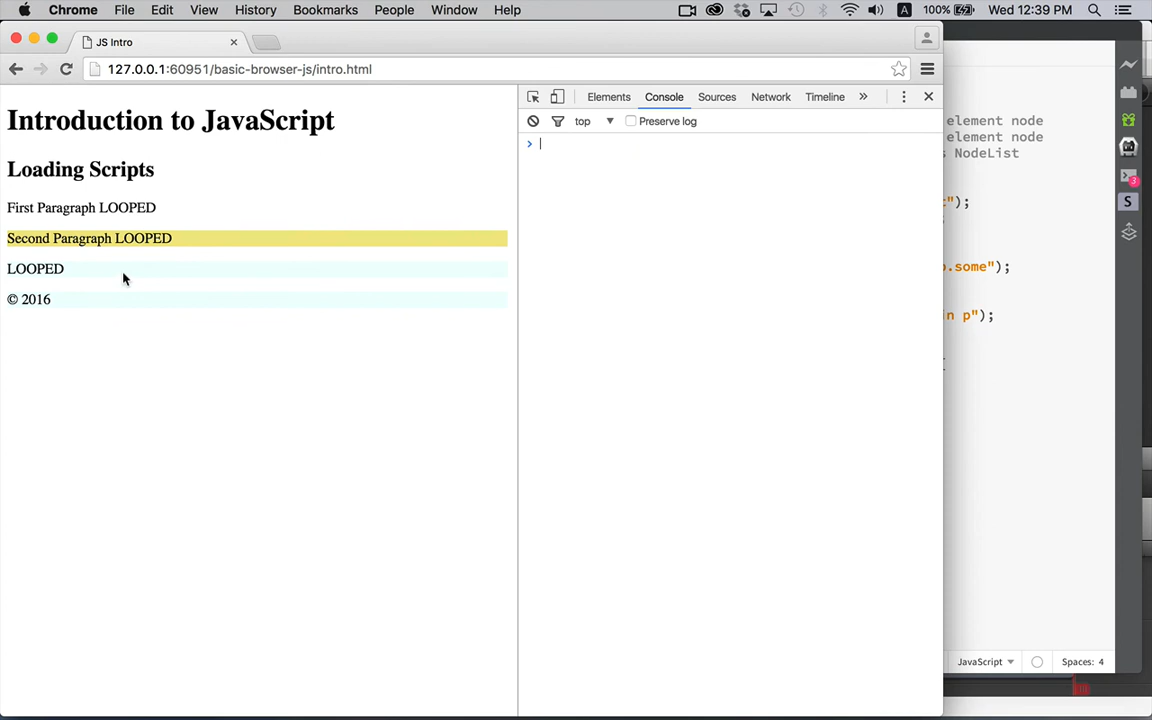 Chrome File Edit View History Bookmarks People Window Help A 100% Wed 12:39 PM
JS Intro
127.0.0.1:60951/basic-browser-js/intro.html
Elements Console Sources Network Timeline »
top Preserve log
>
Introduction to JavaScript
Loading Scripts
First Paragraph LOOPED
Second Paragraph LOOPED
LOOPED
© 2016
element node
element node
NodeList
");
p.some");
n p");
3
S
JavaScript Spaces: 4